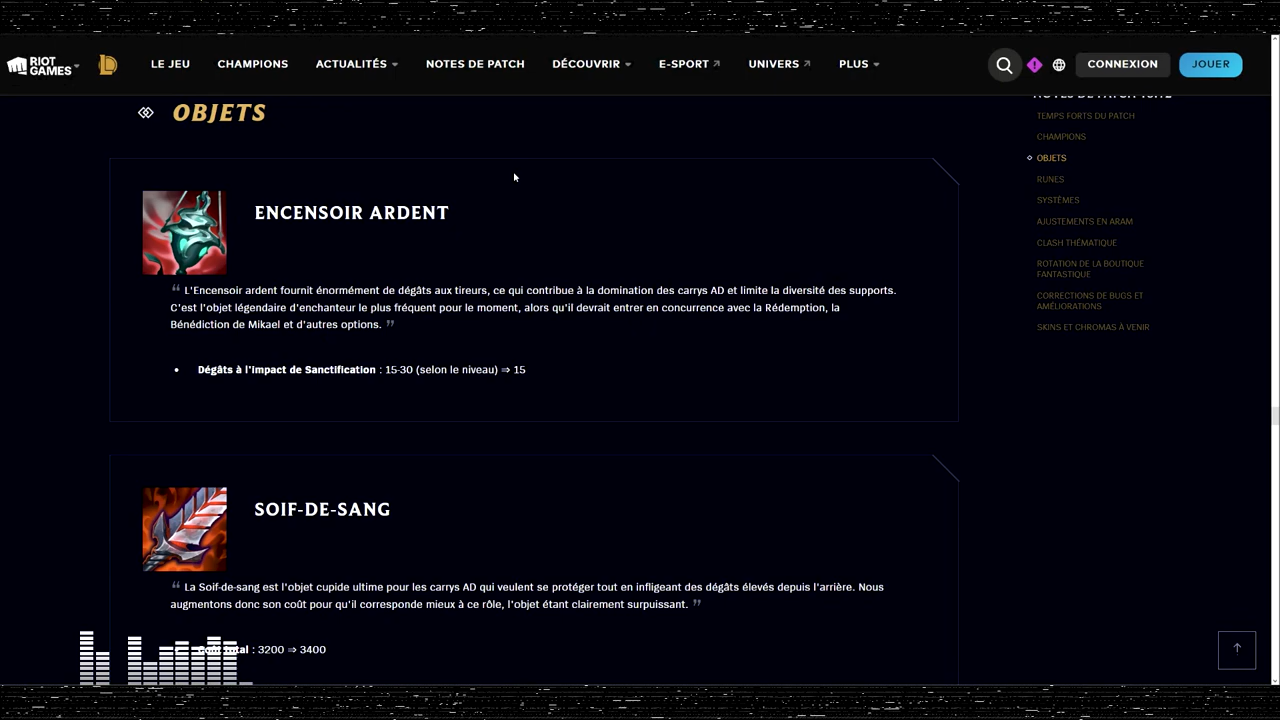 RIOT GAMES
LE JEU
CHAMPIONS
ACTUALITÉS
NOTES DE PATCH
DÉCOUVRIR
E-SPORT
UNIVERS
PLUS
CONNEXION
JOUER
OBJETS
ENCENSOIR ARDENT
“ L'Encensoir ardent fournit énormément de dégâts aux tireurs, ce qui contribue à la domination des carrys AD et limite la diversité des supports.
C'est l'objet légendaire d'enchanteur le plus fréquent pour le moment, alors qu'il devrait entrer en concurrence avec la Rédemption, la
Bénédiction de Mikael et d'autres options. ”
• Dégâts à l'impact de Sanctification : 15-30 (selon le niveau) ⇒ 15
SOIF-DE-SANG
“ La Soif-de-sang est l'objet cupide ultime pour les carrys AD qui veulent se protéger tout en infligeant des dégâts élevés depuis l'arrière. Nous
augmentons donc son coût pour qu'il corresponde mieux à ce rôle, l'objet étant clairement surpuissant. ”
total : 3200 ⇒ 3400
NOTES DE PATCH
TEMPS FORTS DU PATCH
CHAMPIONS
OBJETS
RUNES
SYSTÈMES
AJUSTEMENTS EN ARAM
CLASH THÉMATIQUE
ROTATION DE LA BOUTIQUE
FANTASTIQUE
CORRECTIONS DE BUGS ET
AMÉLIORATIONS
SKINS ET CHROMAS À VENIR